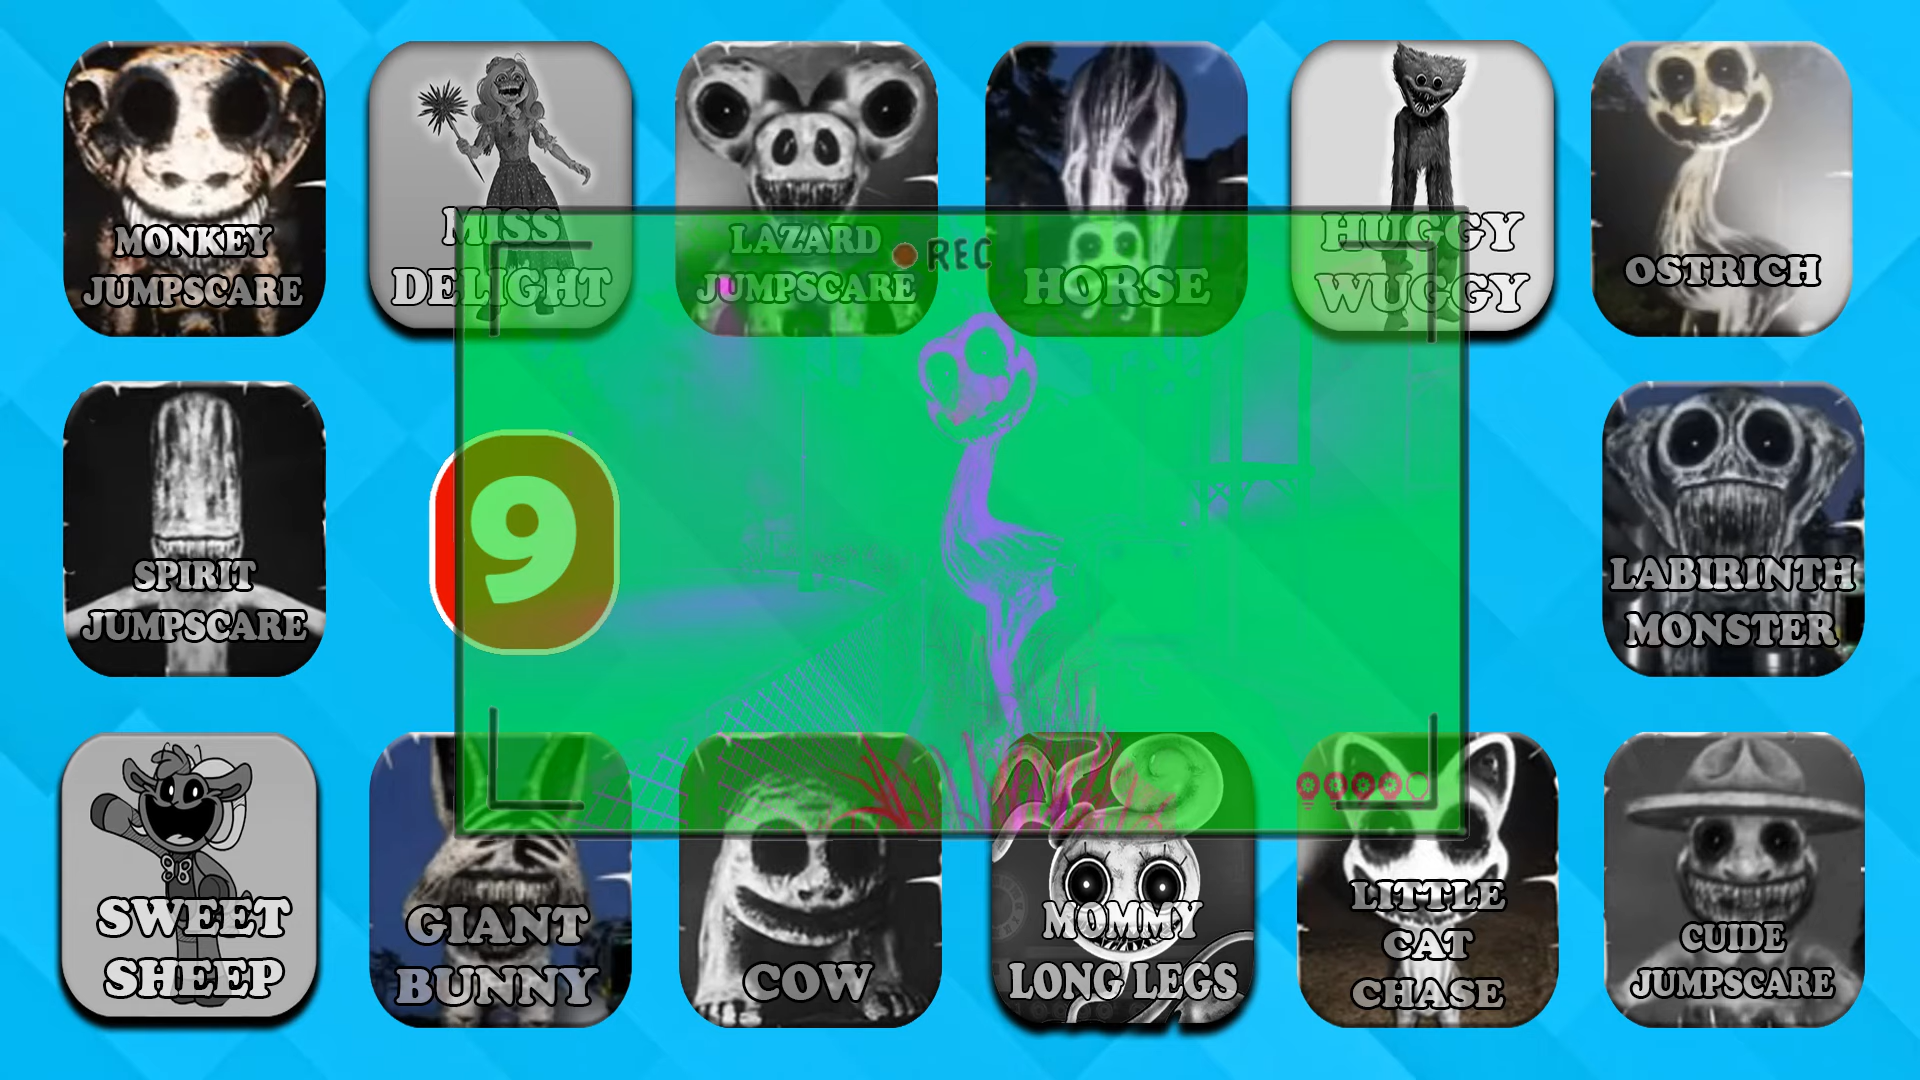 MONKEY
JUMPSCARE
MISS
DELIGHT
LAZARD
JUMPSCARE
REC
HORSE
HUGGY
WUGGY
OSTRICH
SPIRIT
JUMPSCARE
9
LABIRINTH
MONSTER
SWEET
SHEEP
GIANT
BUNNY
COW
MOMMY
LONG LEGS
LITTLE
CAT
CHASE
CUIDE
JUMPSCARE